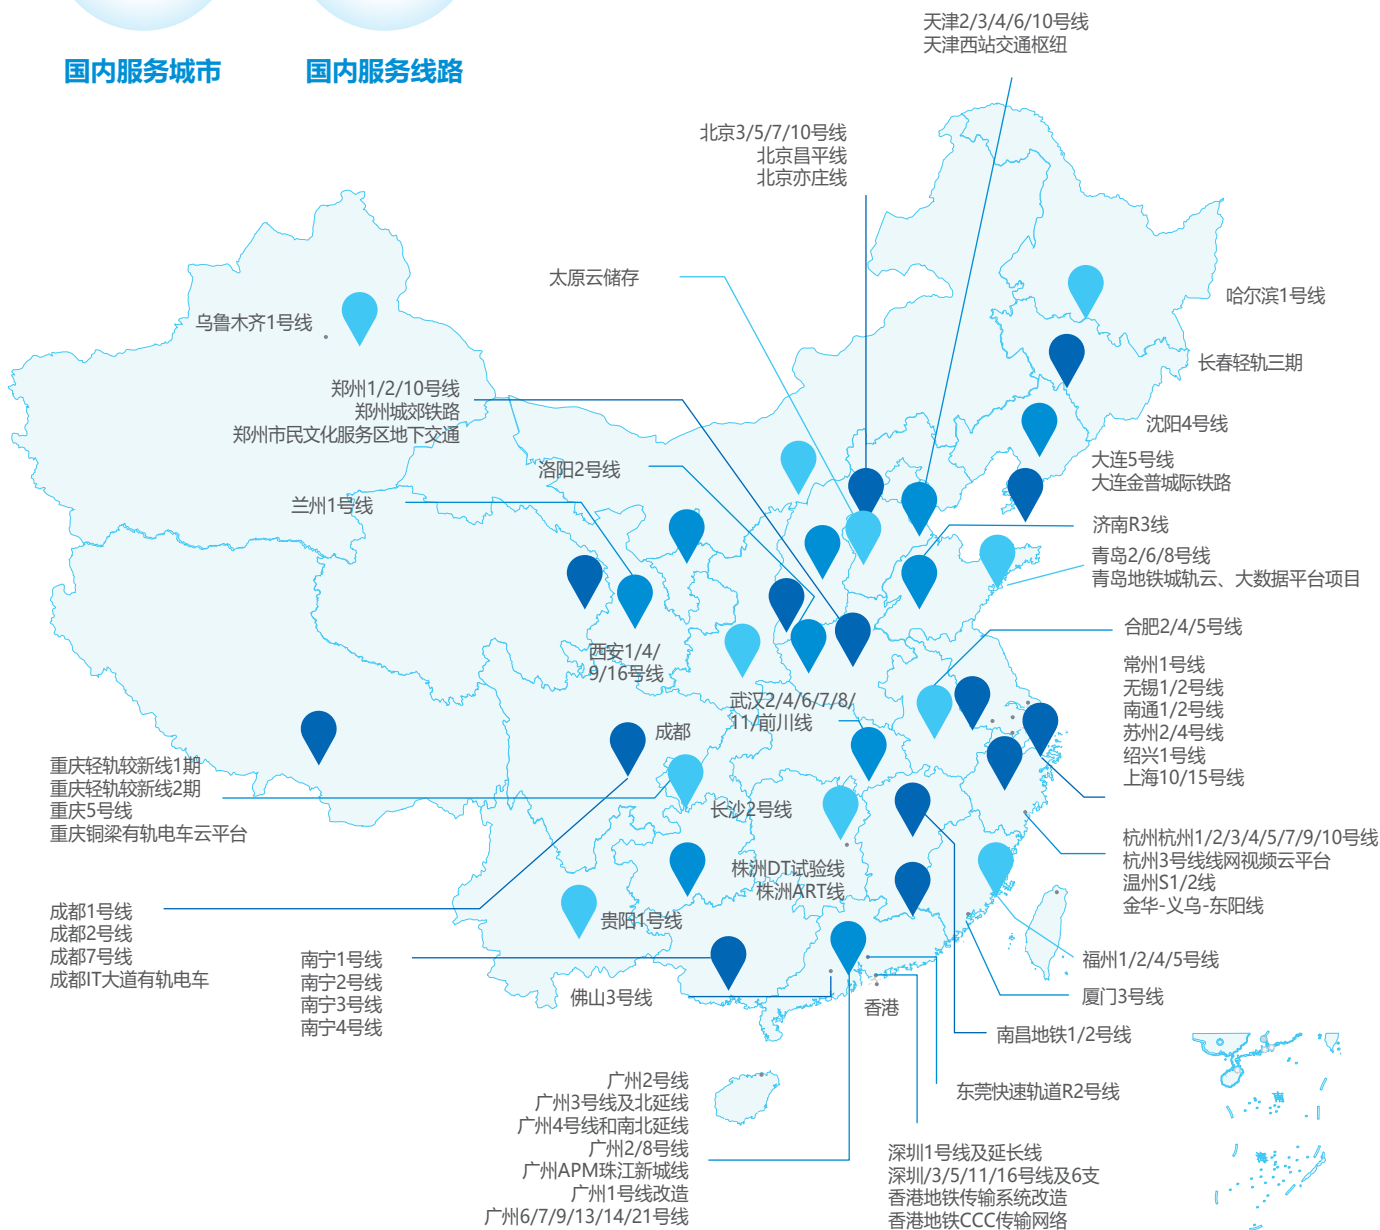 国内服务城市
国内服务线路
天津2/3/4/6/10号线
天津西站交通枢纽
北京3/5/7/10号线
北京昌平线
北京亦庄线
太原云储存
哈尔滨1号线
乌鲁木齐1号线
长春轻轨三期
郑州1/2/10号线
郑州城郊铁路
郑州市民文化服务区地下交通
沈阳4号线
洛阳2号线
大连5号线
大连金普城际铁路
兰州1号线
济南R3线
青岛2/6/8号线
青岛地铁城轨云、大数据平台项目
合肥2/4/5号线
西安1/4/
9/16号线
常州1号线
无锡1/2号线
南通1/2号线
苏州2/4号线
绍兴1号线
上海10/15号线
武汉2/4/6/7/8/
11/前川线
成都
重庆轻轨较新线1期
重庆轻轨较新线2期
重庆5号线
重庆铜梁有轨电车云平台
长沙2号线
杭州杭州1/2/3/4/5/7/9/10号线
杭州3号线线网视频云平台
温州S1/2线
金华-义乌-东阳线
株洲DT试验线
株洲ART线
成都1号线
成都2号线
成都7号线
成都IT大道有轨电车
贵阳1号线
南宁1号线
南宁2号线
南宁3号线
南宁4号线
福州1/2/4/5号线
佛山3号线
香港
厦门3号线
南昌地铁1/2号线
东莞快速轨道R2号线
广州2号线
广州3号线及北延线
广州4号线和南北延线
广州2/8号线
广州APM珠江新城线
广州1号线改造
广州6/7/9/13/14/21号线
深圳1号线及延长线
深圳/3/5/11/16号线及6支
香港地铁传输系统改造
香港地铁CCC传输网络
南
海